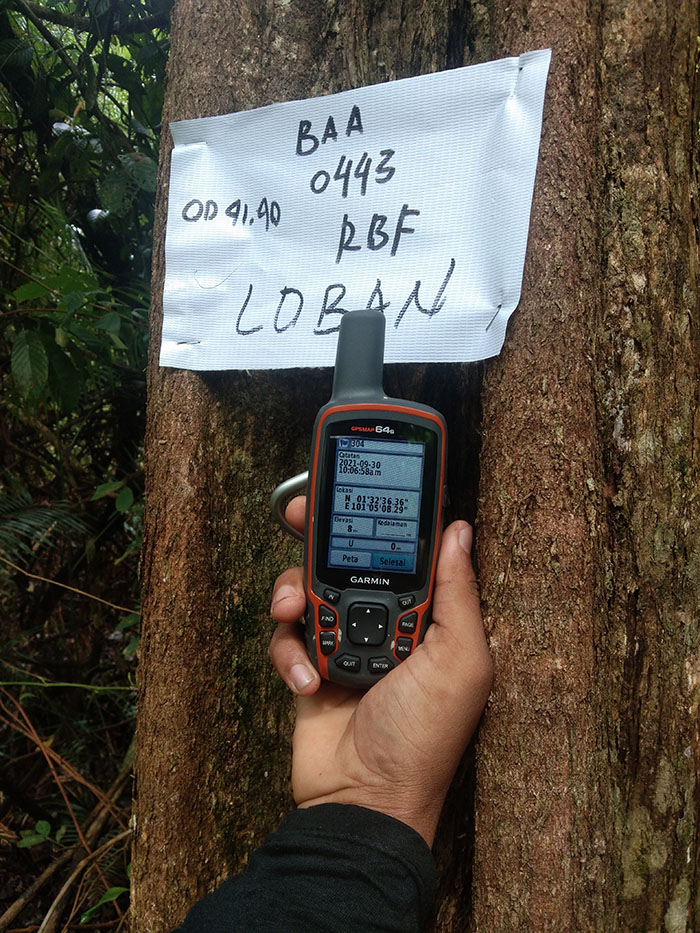 BAA
0443
OD 41.40
RBF
LOBAN
GPSMAP 64s
304
Catatan
2021-09-30
10:06:58am
Lokasi
N 01°32'36.36"
E 101°05'08.29"
Elevasi Kedalaman
8m
U 0m
Peta Selesai
GARMIN
IN OUT
FIND PAGE
MARK MENU
QUIT ENTER